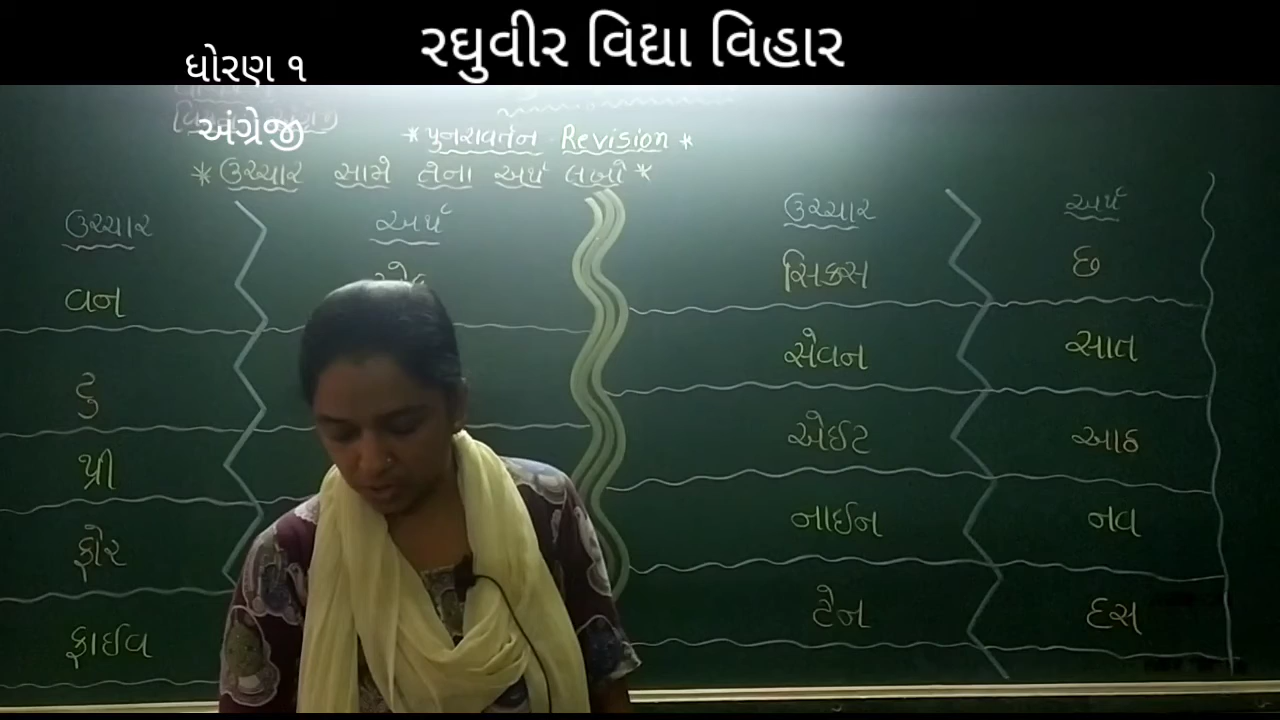 રઘુવીર વિદ્યા વિહાર
ધોરણ ૧
અંગ્રેજી
* પુનરાવર્તન Revision *
* ઉચ્ચાર સામે તેના અર્થ લખો *
ઉચ્ચાર અર્થ ઉચ્ચાર અર્થ
વન સિક્સ છ
ટુ સેવન સાત
થ્રી એઈટ આઠ
ફોર નાઈન નવ
ફાઈવ ટેન દસ